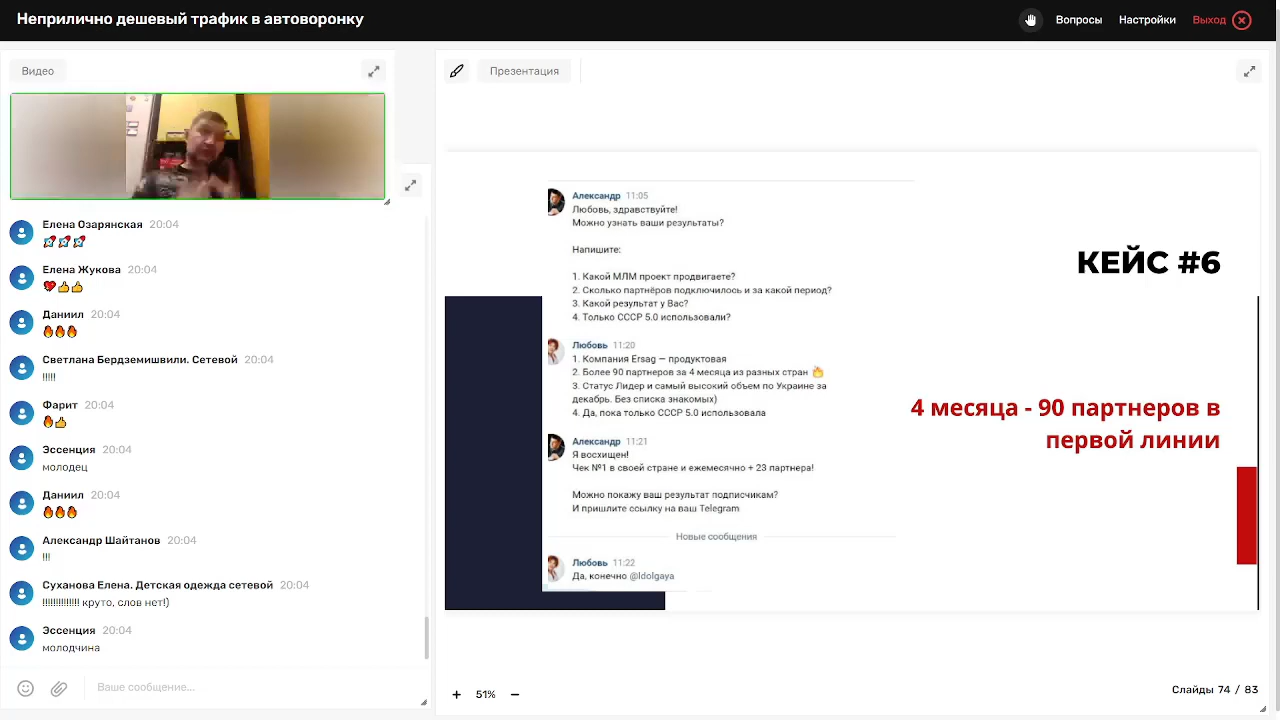 Неприлично дешевый трафик в автоворонку
Вопросы
Настройки
Выход
Видео
Елена Озарянская 20:04
Елена Жукова 20:04
Даниил 20:04
Светлана Бердземишвили. Сетевой 20:04
!!!!!
Фарит 20:04
Эссенция 20:04
молодец
Даниил 20:04
Александр Шайтанов 20:04
!!!
Суханова Елена. Детская одежда сетевой 20:04
!!!!!!!!!!!!! круто, слов нет!)
Эссенция 20:04
молодчина
Ваше сообщение...
Презентация
Александр 11:05
Любовь, здравствуйте!
Можно узнать ваши результаты?
Напишите:
1. Какой МЛМ проект продвигаете?
2. Сколько партнёров подключилось и за какой период?
3. Какой результат у Вас?
4. Только СССР 5.0 использовали?
Любовь 11:20
1. Компания Ersag — продуктовая
2. Более 90 партнеров за 4 месяца из разных стран
3. Статус Лидер и самый высокий объем по Украине за
декабрь. Без списка знакомых)
4. Да, пока только СССР 5.0 использовала
Александр 11:21
Я восхищен!
Чек №1 в своей стране и ежемесячно + 23 партнера!
Можно покажу ваш результат подписчикам?
И пришлите ссылку на ваш Telegram
Новые сообщения
Любовь 11:22
Да, конечно @ldolgaya
КЕЙС #6
4 месяца - 90 партнеров в
первой линии
+ 51% −
Слайды 74 / 83